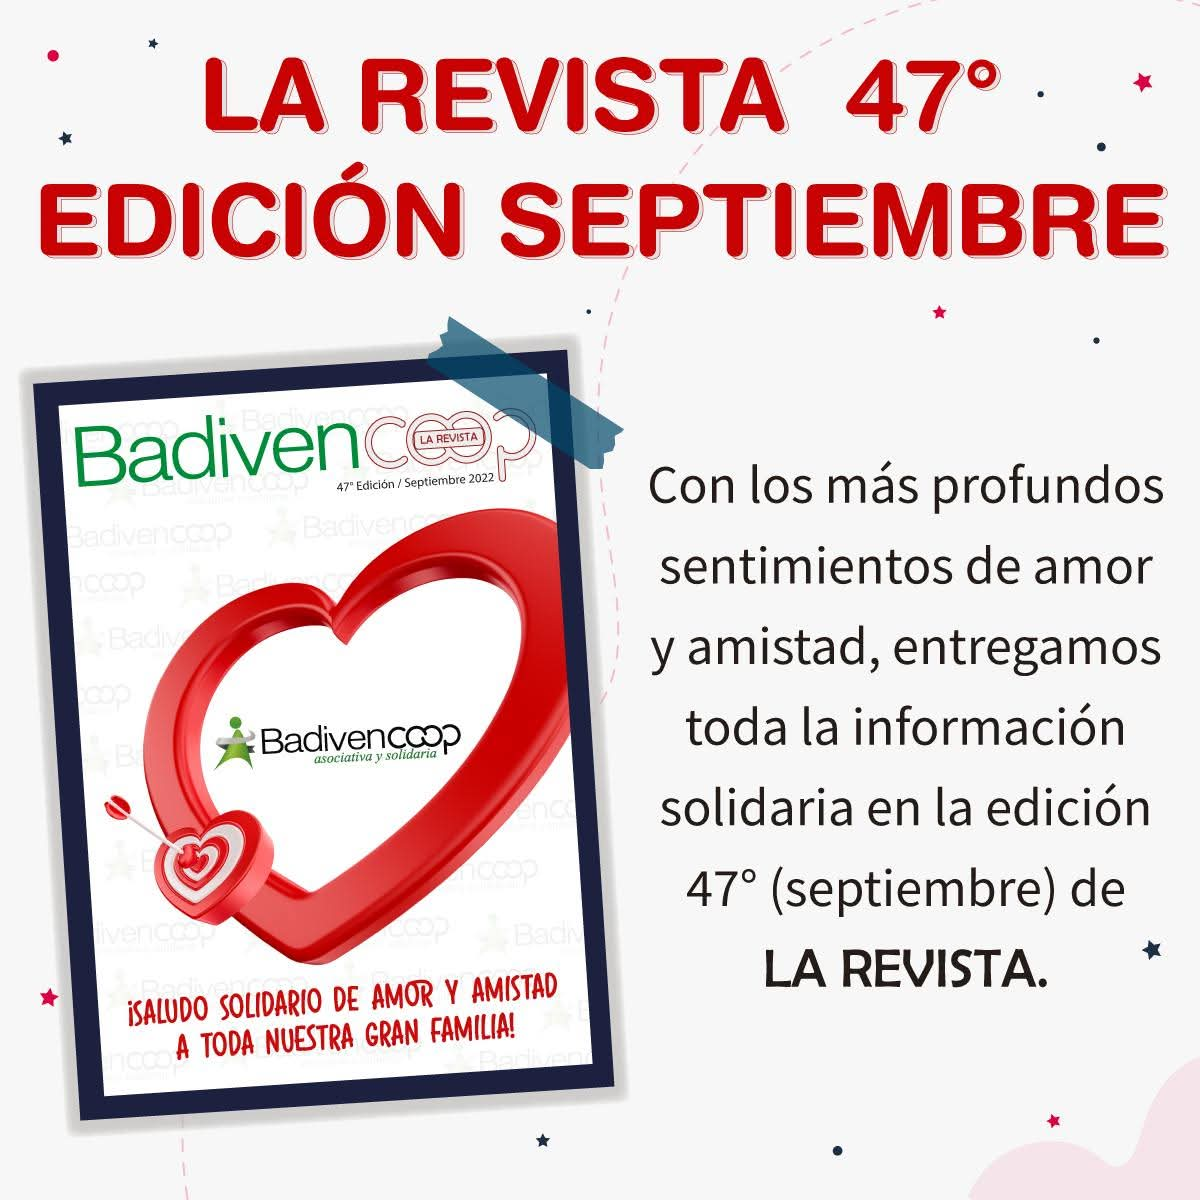 LA REVISTA 47°
EDICIÓN SEPTIEMBRE
Badivencoop
LA REVISTA
47° Edición / Septiembre 2022
Badivencoop
asociativa y solidaria
¡SALUDO SOLIDARIO DE AMOR Y AMISTAD
A TODA NUESTRA GRAN FAMILIA!
Con los más profundos
sentimientos de amor
y amistad, entregamos
toda la información
solidaria en la edición
47° (septiembre) de
LA REVISTA.